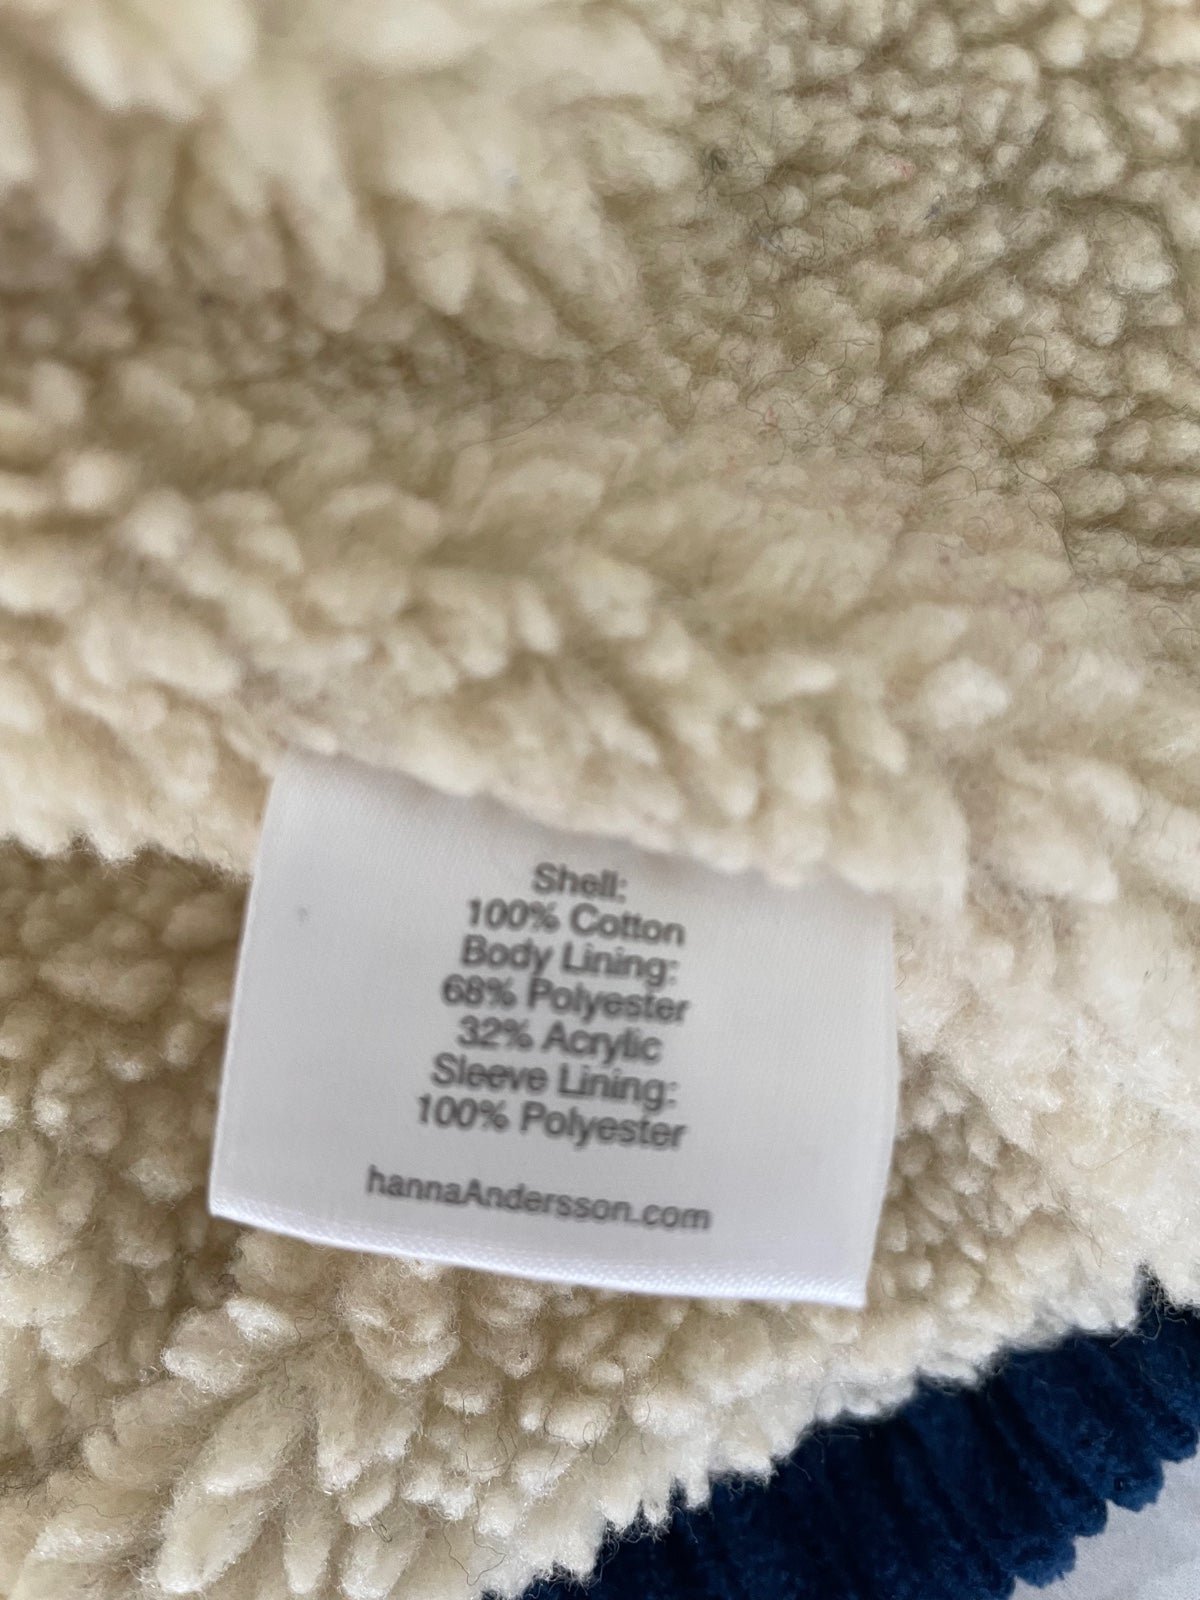 Shell:
100% Cotton
Body Lining:
68% Polyester
32% Acrylic
Sleeve Lining:
100% Polyester
hannaAndersson.com